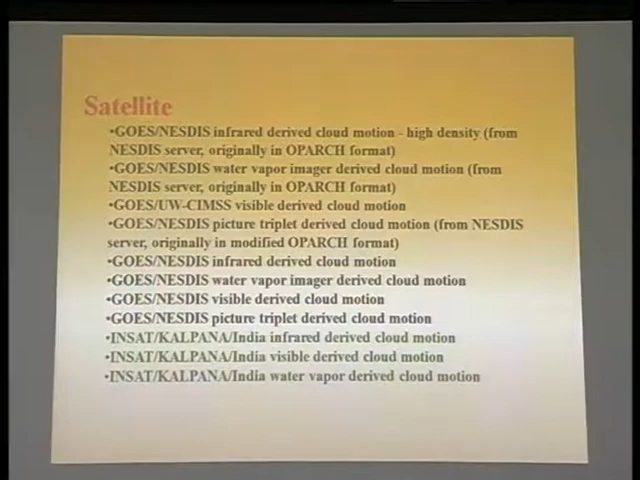 Satellite
•GOES/NESDIS infrared derived cloud motion - high density (from
NESDIS server, originally in OPARCH format)
•GOES/NESDIS water vapor imager derived cloud motion (from
NESDIS server, originally in OPARCH format)
•GOES/UW-CIMSS visible derived cloud motion
•GOES/NESDIS picture triplet derived cloud motion (from NESDIS
server, originally in modified OPARCH format)
•GOES/NESDIS infrared derived cloud motion
•GOES/NESDIS water vapor imager derived cloud motion
•GOES/NESDIS visible derived cloud motion
•GOES/NESDIS picture triplet derived cloud motion
•INSAT/KALPANA/India infrared derived cloud motion
•INSAT/KALPANA/India visible derived cloud motion
•INSAT/KALPANA/India water vapor derived cloud motion